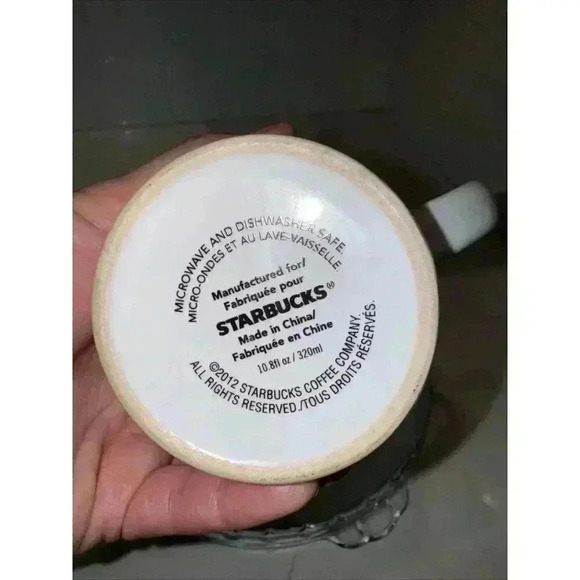 MICROWAVE AND DISHWASHER SAFE.
MICRO-ONDES ET AU LAVE-VAISSELLE.
Manufactured for/
Fabriquée pour
STARBUCKS®
Made in China/
Fabriquée en Chine
10.8fl oz / 320ml
©2012 STARBUCKS COFFEE COMPANY.
ALL RIGHTS RESERVED./TOUS DROITS RÉSERVÉS.